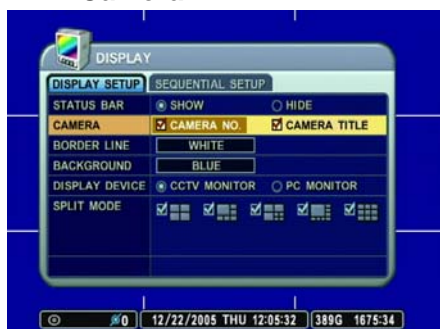 DISPLAY
DISPLAY SETUP SEQUENTIAL SETUP
STATUS BAR SHOW HIDE
CAMERA CAMERA NO. CAMERA TITLE
BORDER LINE WHITE
BACKGROUND BLUE
DISPLAY DEVICE CCTV MONITOR PC MONITOR
SPLIT MODE
0 12/22/2005 THU 12:05:32 389G 1675:34